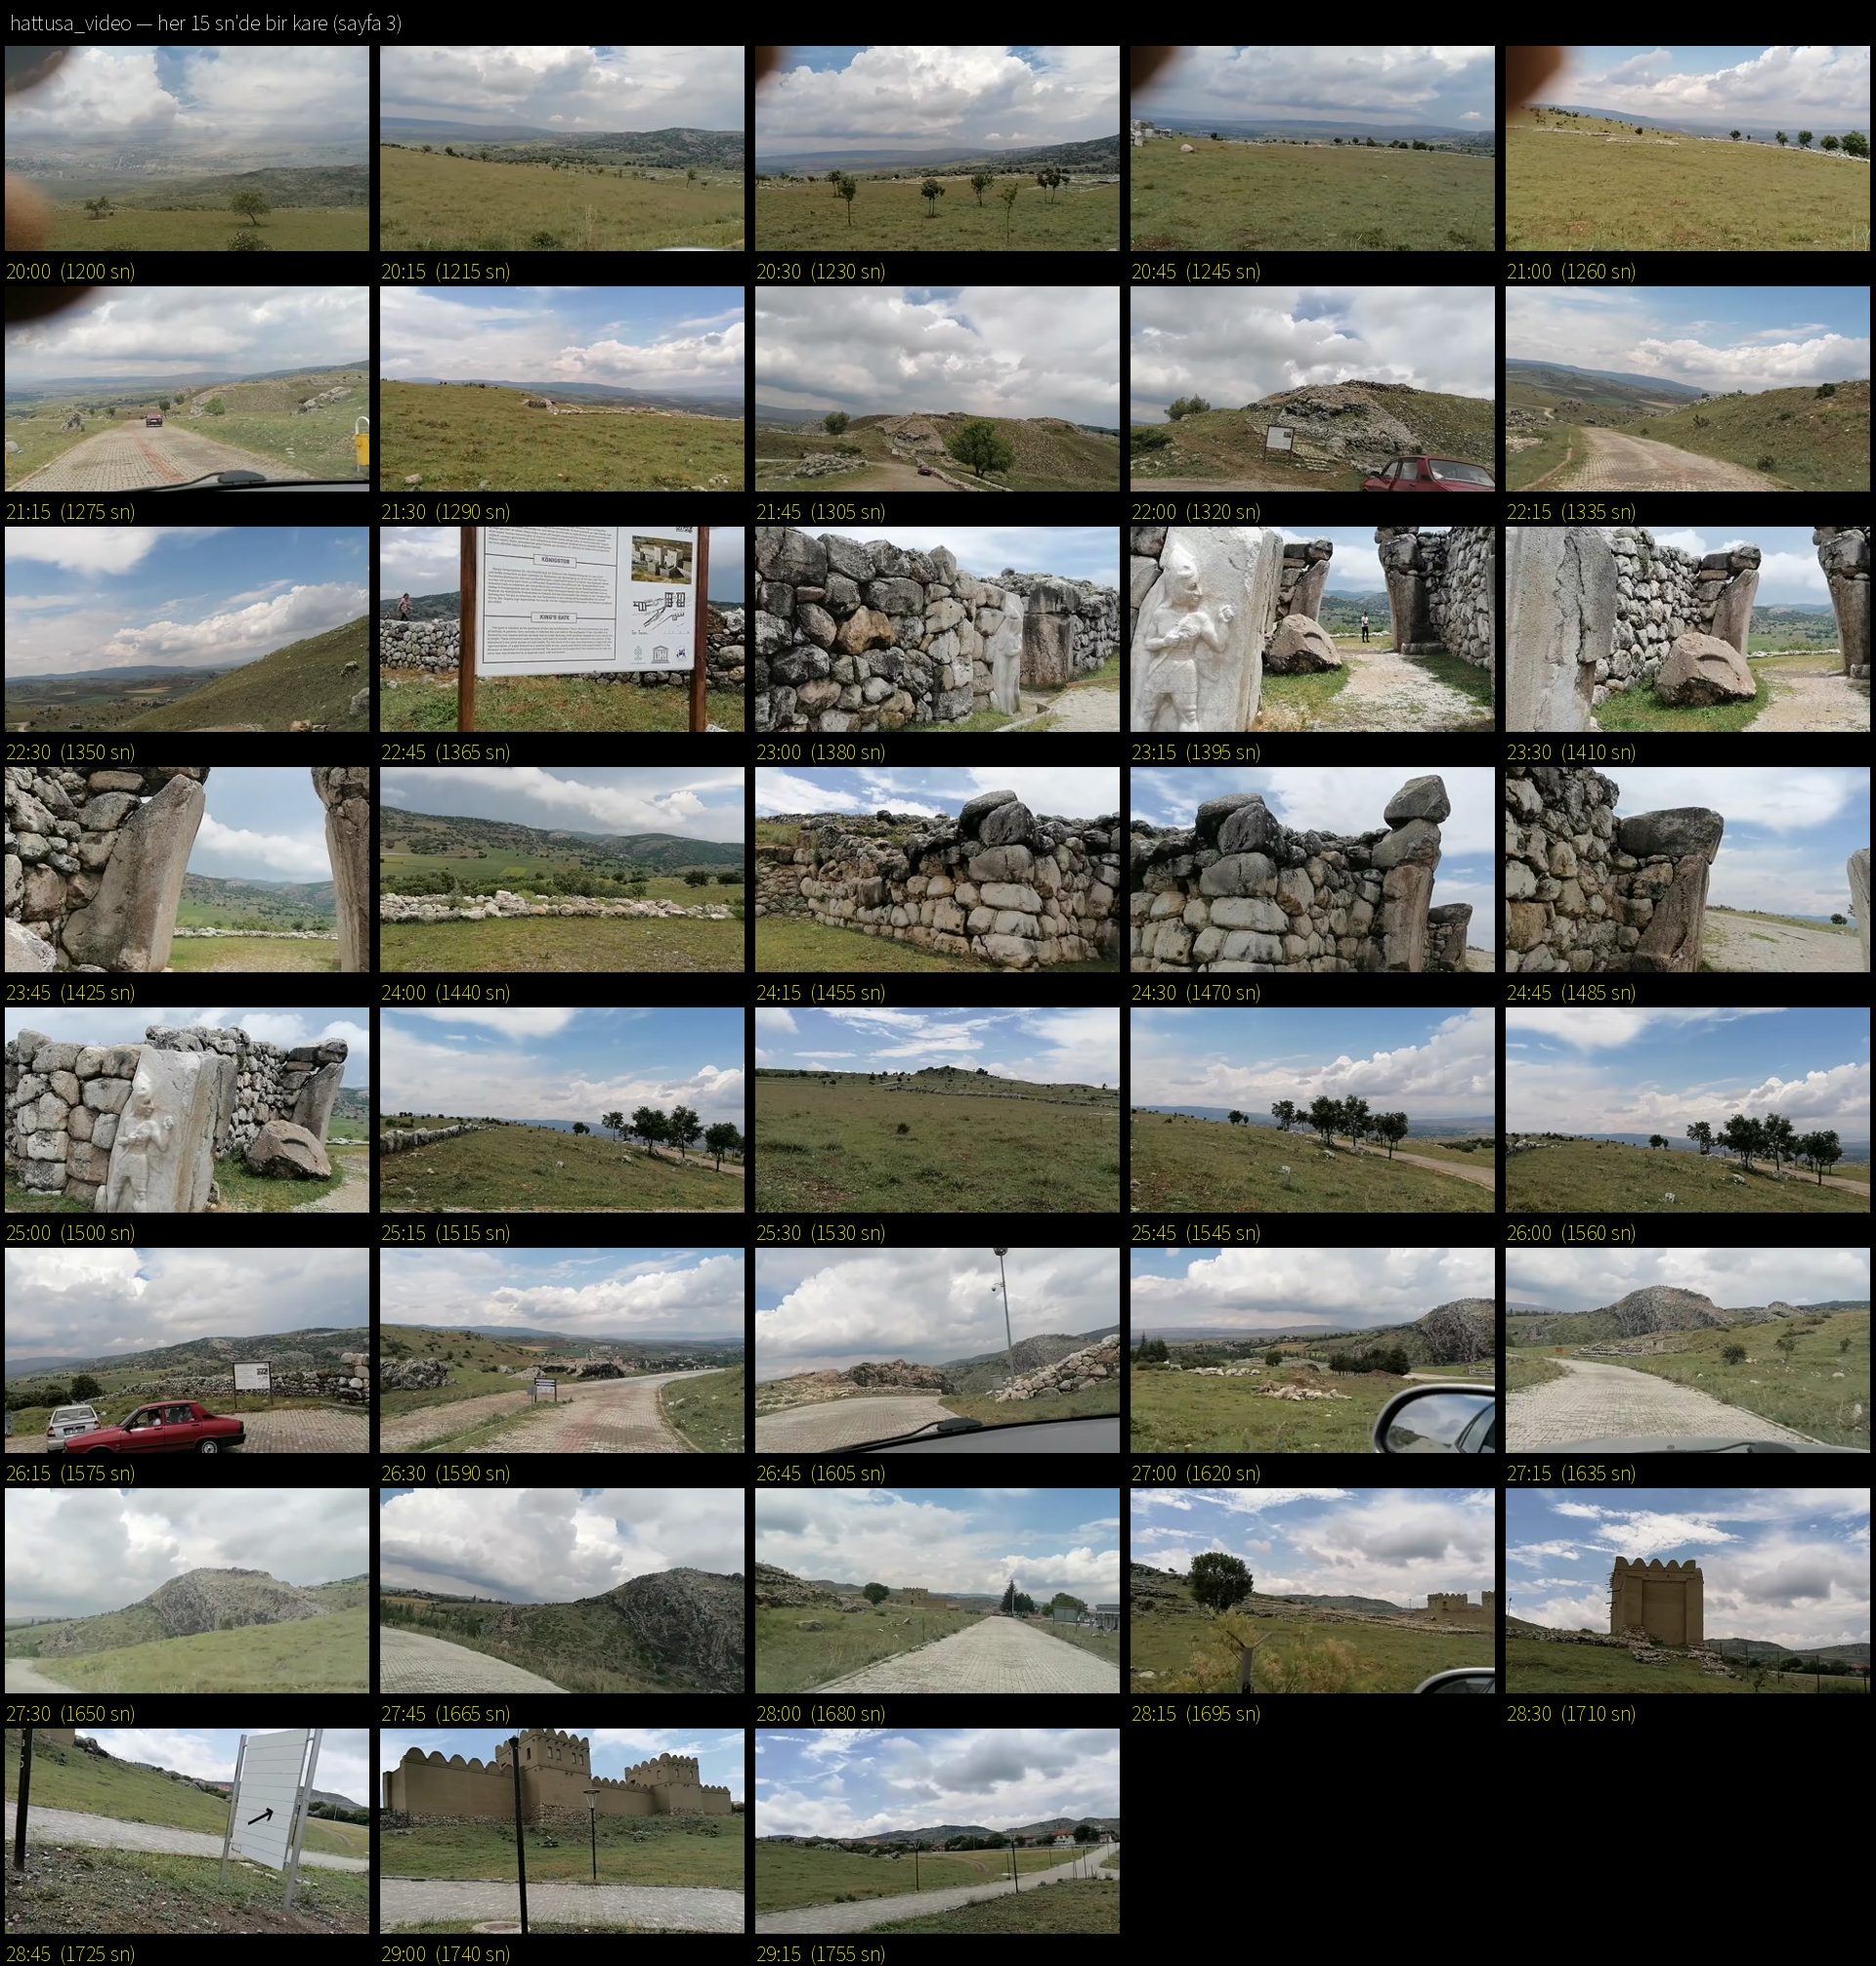 hattusa_video — her 15 sn'de bir kare (sayfa 3)
20:00 (1200 sn)
20:15 (1215 sn)
20:30 (1230 sn)
20:45 (1245 sn)
21:00 (1260 sn)
21:15 (1275 sn)
21:30 (1290 sn)
21:45 (1305 sn)
22:00 (1320 sn)
22:15 (1335 sn)
KÖNIGSTOR
KING'S GATE
22:30 (1350 sn)
22:45 (1365 sn)
23:00 (1380 sn)
23:15 (1395 sn)
23:30 (1410 sn)
23:45 (1425 sn)
24:00 (1440 sn)
24:15 (1455 sn)
24:30 (1470 sn)
24:45 (1485 sn)
25:00 (1500 sn)
25:15 (1515 sn)
25:30 (1530 sn)
25:45 (1545 sn)
26:00 (1560 sn)
26:15 (1575 sn)
26:30 (1590 sn)
26:45 (1605 sn)
27:00 (1620 sn)
27:15 (1635 sn)
27:30 (1650 sn)
27:45 (1665 sn)
28:00 (1680 sn)
28:15 (1695 sn)
28:30 (1710 sn)
28:45 (1725 sn)
29:00 (1740 sn)
29:15 (1755 sn)